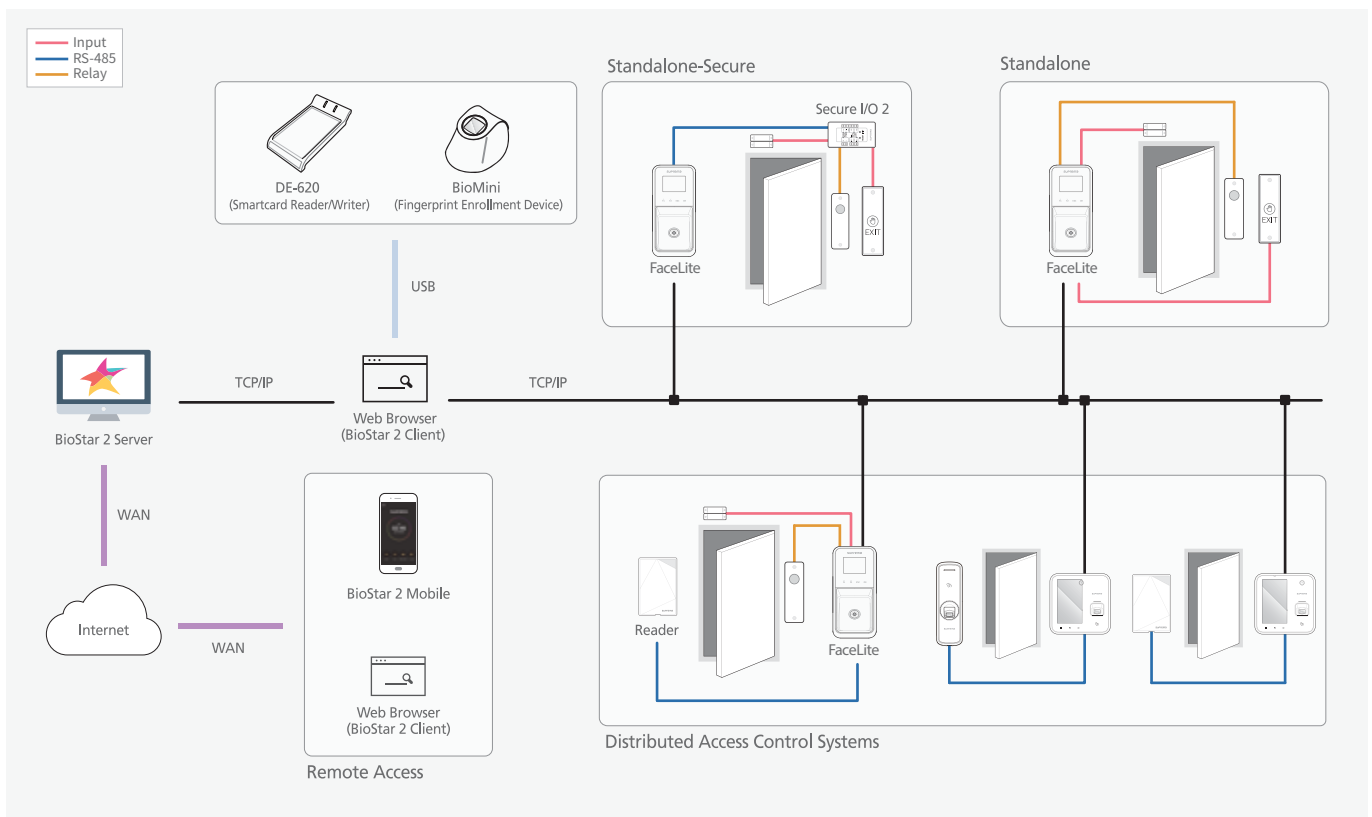 Input
RS-485
Relay
DE-620
(Smartcard Reader/Writer)
BioMini
(Fingerprint Enrollment Device)
USB
Standalone-Secure
Secure I/O 2
EXIT
FaceLite
Standalone
EXIT
FaceLite
BioStar 2 Server
TCP/IP
Web Browser
(BioStar 2 Client)
TCP/IP
WAN
Internet
WAN
BioStar 2 Mobile
Web Browser
(BioStar 2 Client)
Remote Access
Reader
FaceLite
Distributed Access Control Systems